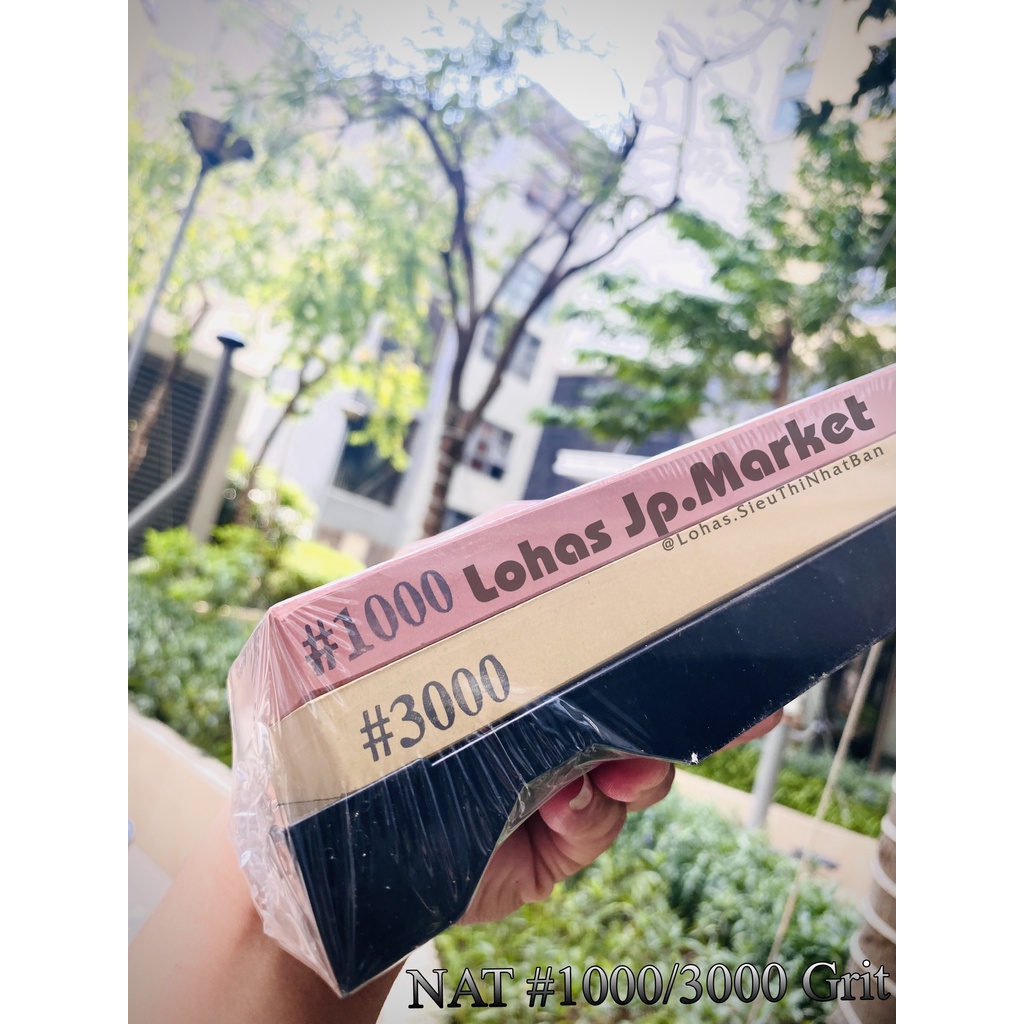 #1000 Lohas Jp.Market
@Lohas.SieuThiNhatBan
#3000
NAT #1000/3000 Grit